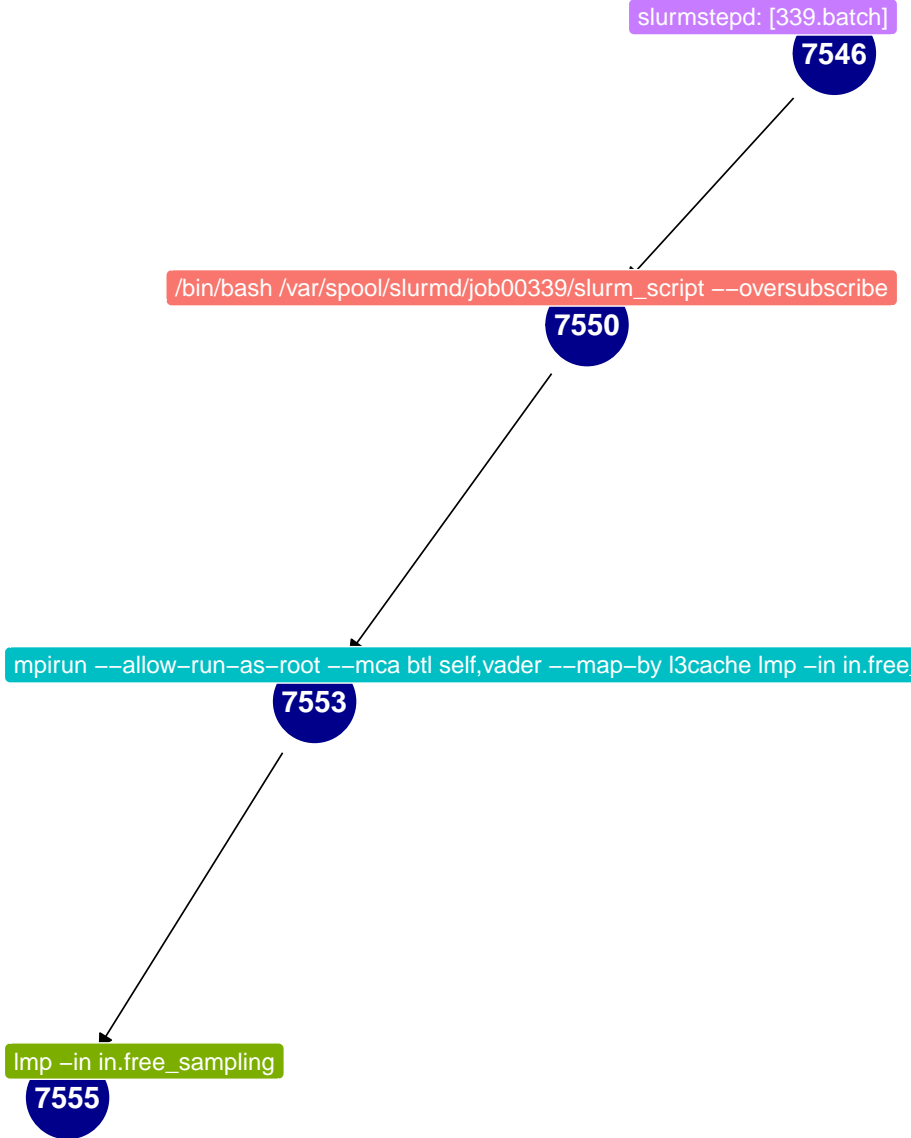 slurmstepd: [339.batch]
7546
/bin/bash /var/spool/slurmd/job00339/slurm_script −−oversubscribe
7550
mpirun −−allow−run−as−root −−mca btl self,vader −−map−by l3cache lmp −in in.free_
7553
lmp −in in.free_sampling
7555